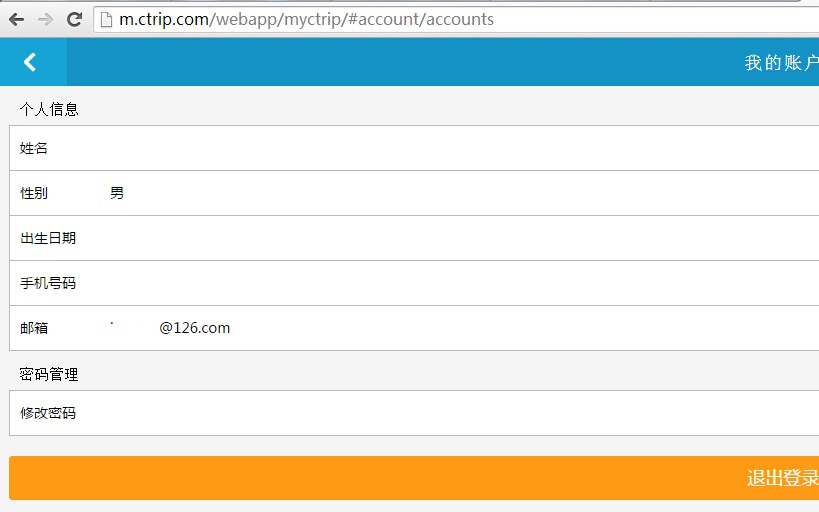 m.ctrip.com/webapp/myctrip/#account/accounts
我的账户
个人信息
姓名
性别 男
出生日期
手机号码
邮箱 @126.com
密码管理
修改密码
退出登录